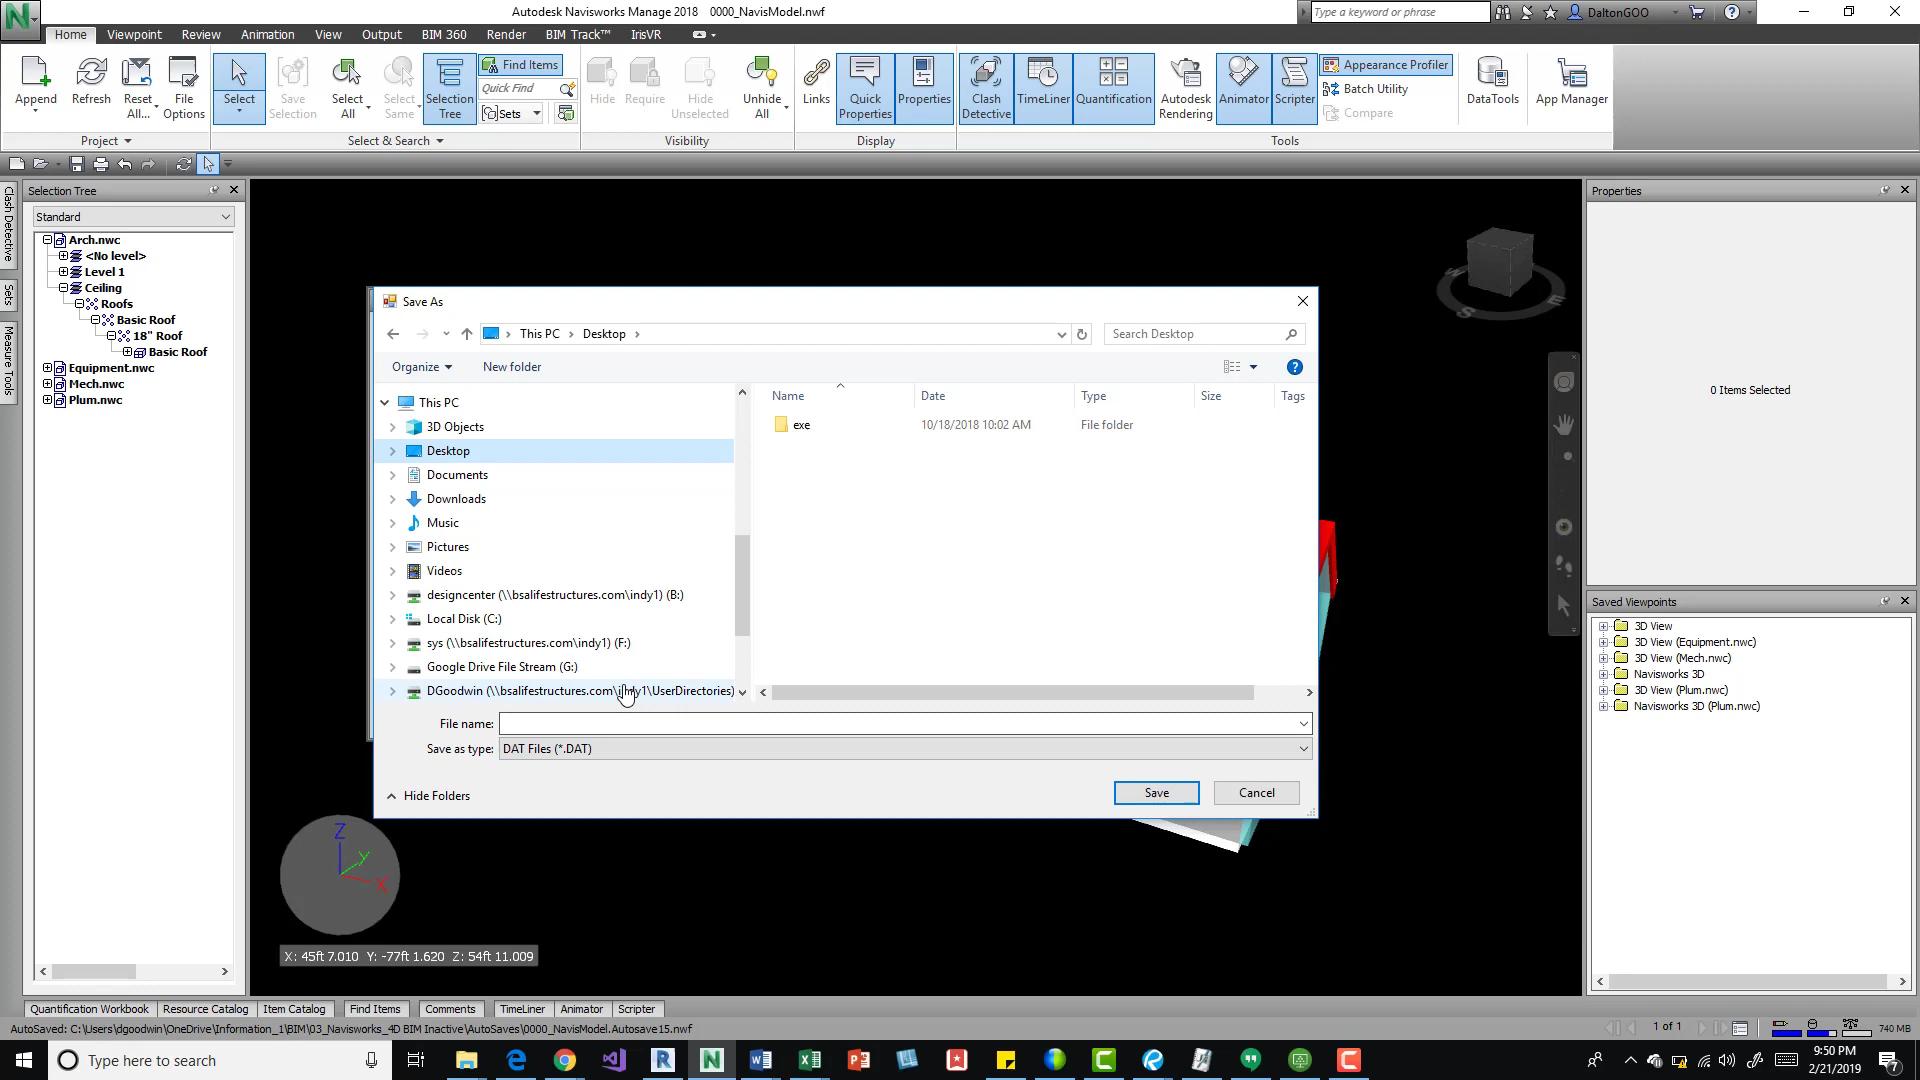 Autodesk Navisworks Manage 2018    0000_NavisModel.nwf
Type a keyword or phrase
DaltonGOO
Home
Viewpoint
Review
Animation
View
Output
BIM 360
Render
BIM Track™
IrisVR
Append
Refresh
Reset All...
File Options
Select
Save Selection
Select All
Select Same
Selection Tree
Find Items
Quick Find
Sets
Hide
Require
Hide Unselected
Unhide All
Links
Quick Properties
Properties
Clash Detective
TimeLiner
Quantification
Autodesk Rendering
Animator
Scripter
Appearance Profiler
Batch Utility
Compare
DataTools
App Manager
Project
Select & Search
Visibility
Display
Tools
Clash Detective
Sets
Measure Tools
Selection Tree
Standard
Arch.nwc
<No level>
Level 1
Ceiling
Roofs
Basic Roof
18" Roof
Basic Roof
Equipment.nwc
Mech.nwc
Plum.nwc
Save As
This PC > Desktop >
Search Desktop
Organize
New folder
Name
Date
Type
Size
Tags
This PC
3D Objects
Desktop
Documents
Downloads
Music
Pictures
Videos
designcenter (\\bsalifestructures.com\indy1) (B:)
Local Disk (C:)
sys (\\bsalifestructures.com\indy1) (F:)
Google Drive File Stream (G:)
DGoodwin (\\bsalifestructures.com\indy1\UserDirectories)
exe
10/18/2018 10:02 AM
File folder
File name:
Save as type:
DAT Files (*.DAT)
Hide Folders
Save
Cancel
Properties
0 Items Selected
Saved Viewpoints
3D View
3D View (Equipment.nwc)
3D View (Mech.nwc)
Navisworks 3D
3D View (Plum.nwc)
Navisworks 3D (Plum.nwc)
S
E
Z
Y
X
X: 45ft 7.010  Y: -77ft 1.620  Z: 54ft 11.009
Quantification Workbook
Resource Catalog
Item Catalog
Find Items
Comments
TimeLiner
Animator
Scripter
AutoSaved: C:\Users\dgoodwin\OneDrive\Information_1\BIM\03_Navisworks_4D BIM Inactive\AutoSaves\0000_NavisModel.Autosave15.nwf
1 of 1
740 MB
Type here to search
9:50 PM
2/21/2019
7